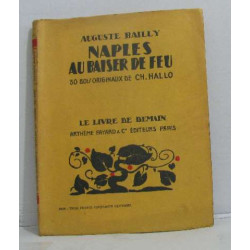 AUGUSTE BAILLY
NAPLES
AU BAISER DE FEU
30 BOIS ORIGINAUX DE CH. HALLO
LE LIVRE DE DEMAIN
ARTHÈME FAYARD & Cie ÉDITEURS PARIS